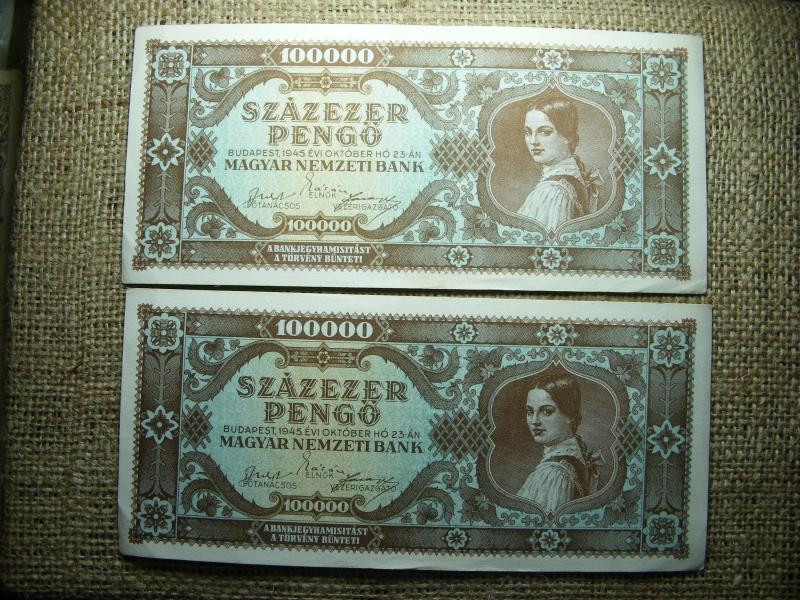 100000
SZÁZEZER
PENGŐ
BUDAPEST, 1945. ÉVI OKTÓBER HÓ 23-ÁN
MAGYAR NEMZETI BANK
ELNÖK
FŐTANÁCSOS VEZÉRIGAZGATÓ
100000
A BANKJEGYHAMISÍTÁST
A TÖRVÉNY BÜNTETI
100000
SZÁZEZER
PENGŐ
BUDAPEST, 1945. ÉVI OKTÓBER HÓ 23-ÁN
MAGYAR NEMZETI BANK
ELNÖK
FŐTANÁCSOS VEZÉRIGAZGATÓ
100000
A BANKJEGYHAMISÍTÁST
A TÖRVÉNY BÜNTETI